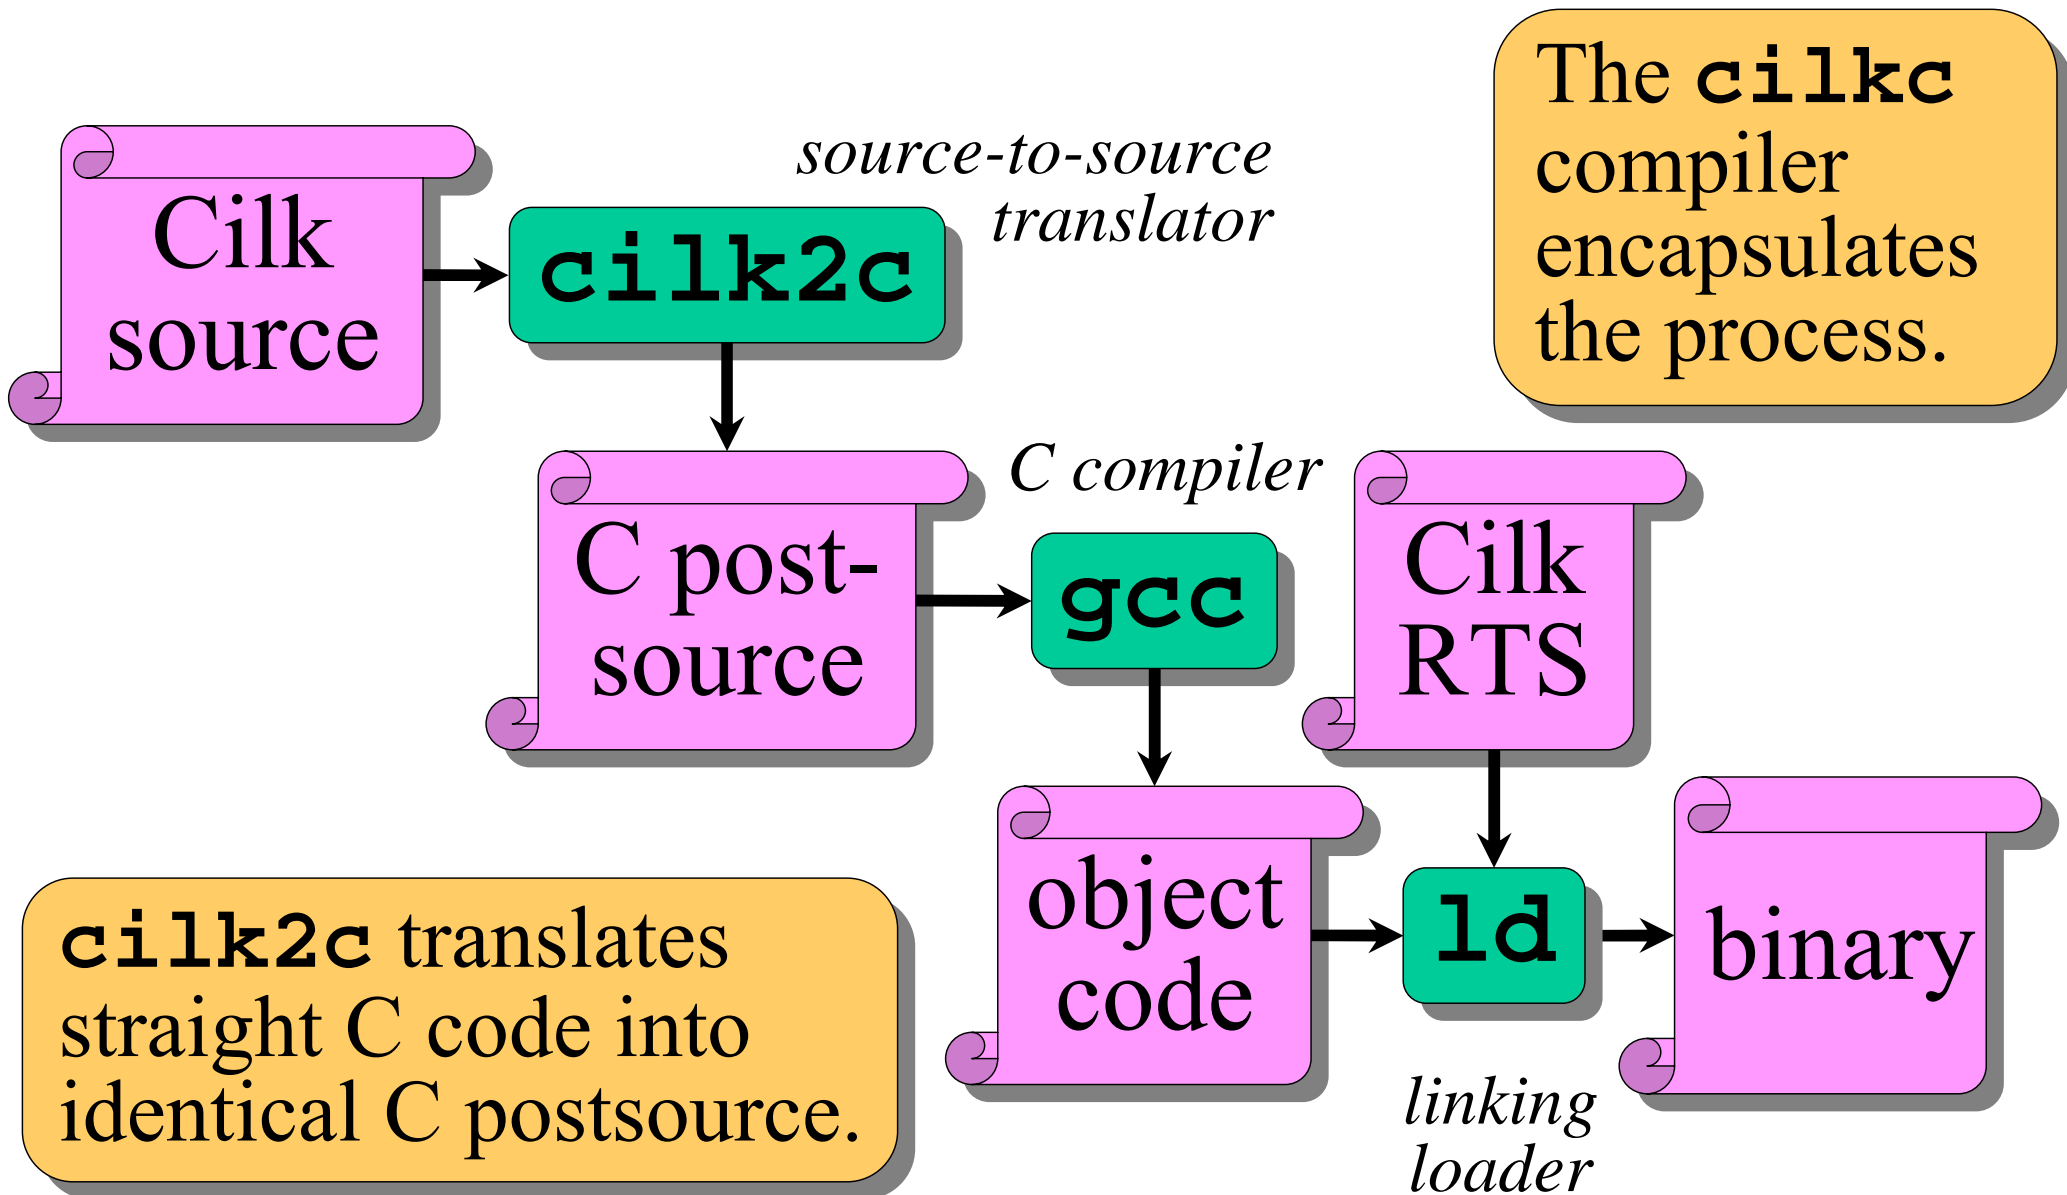 Cilk
source
source-to-source
translator
cilk2c
The cilkc
compiler
encapsulates
the process.
C post-
source
C compiler
gcc
Cilk
RTS
object
code
ld
linking
loader
binary
cilk2c translates
straight C code into
identical C postsource.